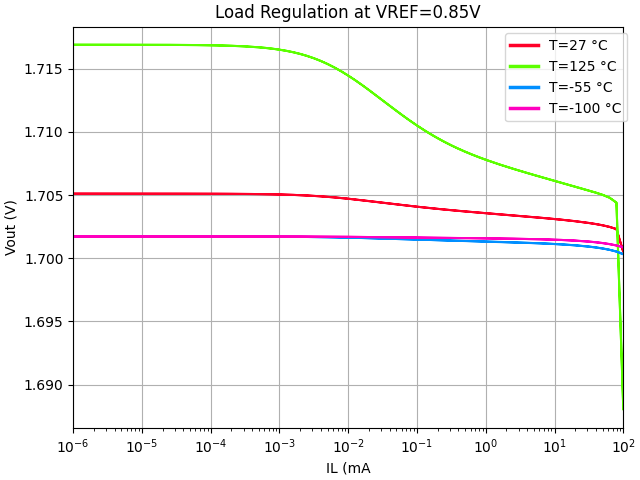 Load Regulation at VREF=0.85V
T=27 °C
T=125 °C
T=-55 °C
T=-100 °C
Vout (V)
1.715
1.710
1.705
1.700
1.695
1.690
10⁻⁶ 10⁻⁵ 10⁻⁴ 10⁻³ 10⁻² 10⁻¹ 10⁰ 10¹ 10²
IL (mA